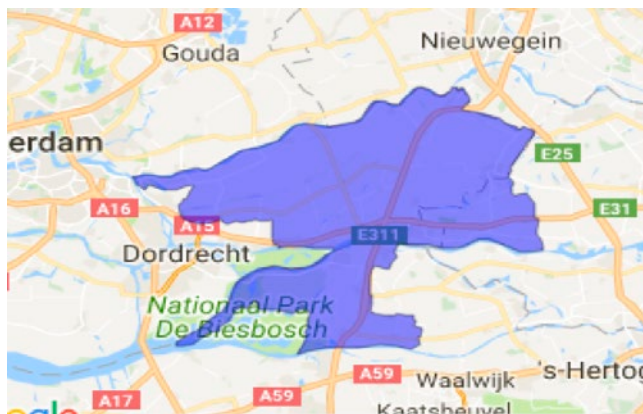 A12
Gouda
Nieuwegein
erdam
E25
A16
A15
E31
E311
Dordrecht
Nationaal Park
De Biesbosch
A59
A59
's-Hertog
Waalwijk
A17
Kaatsheuvel
ogle